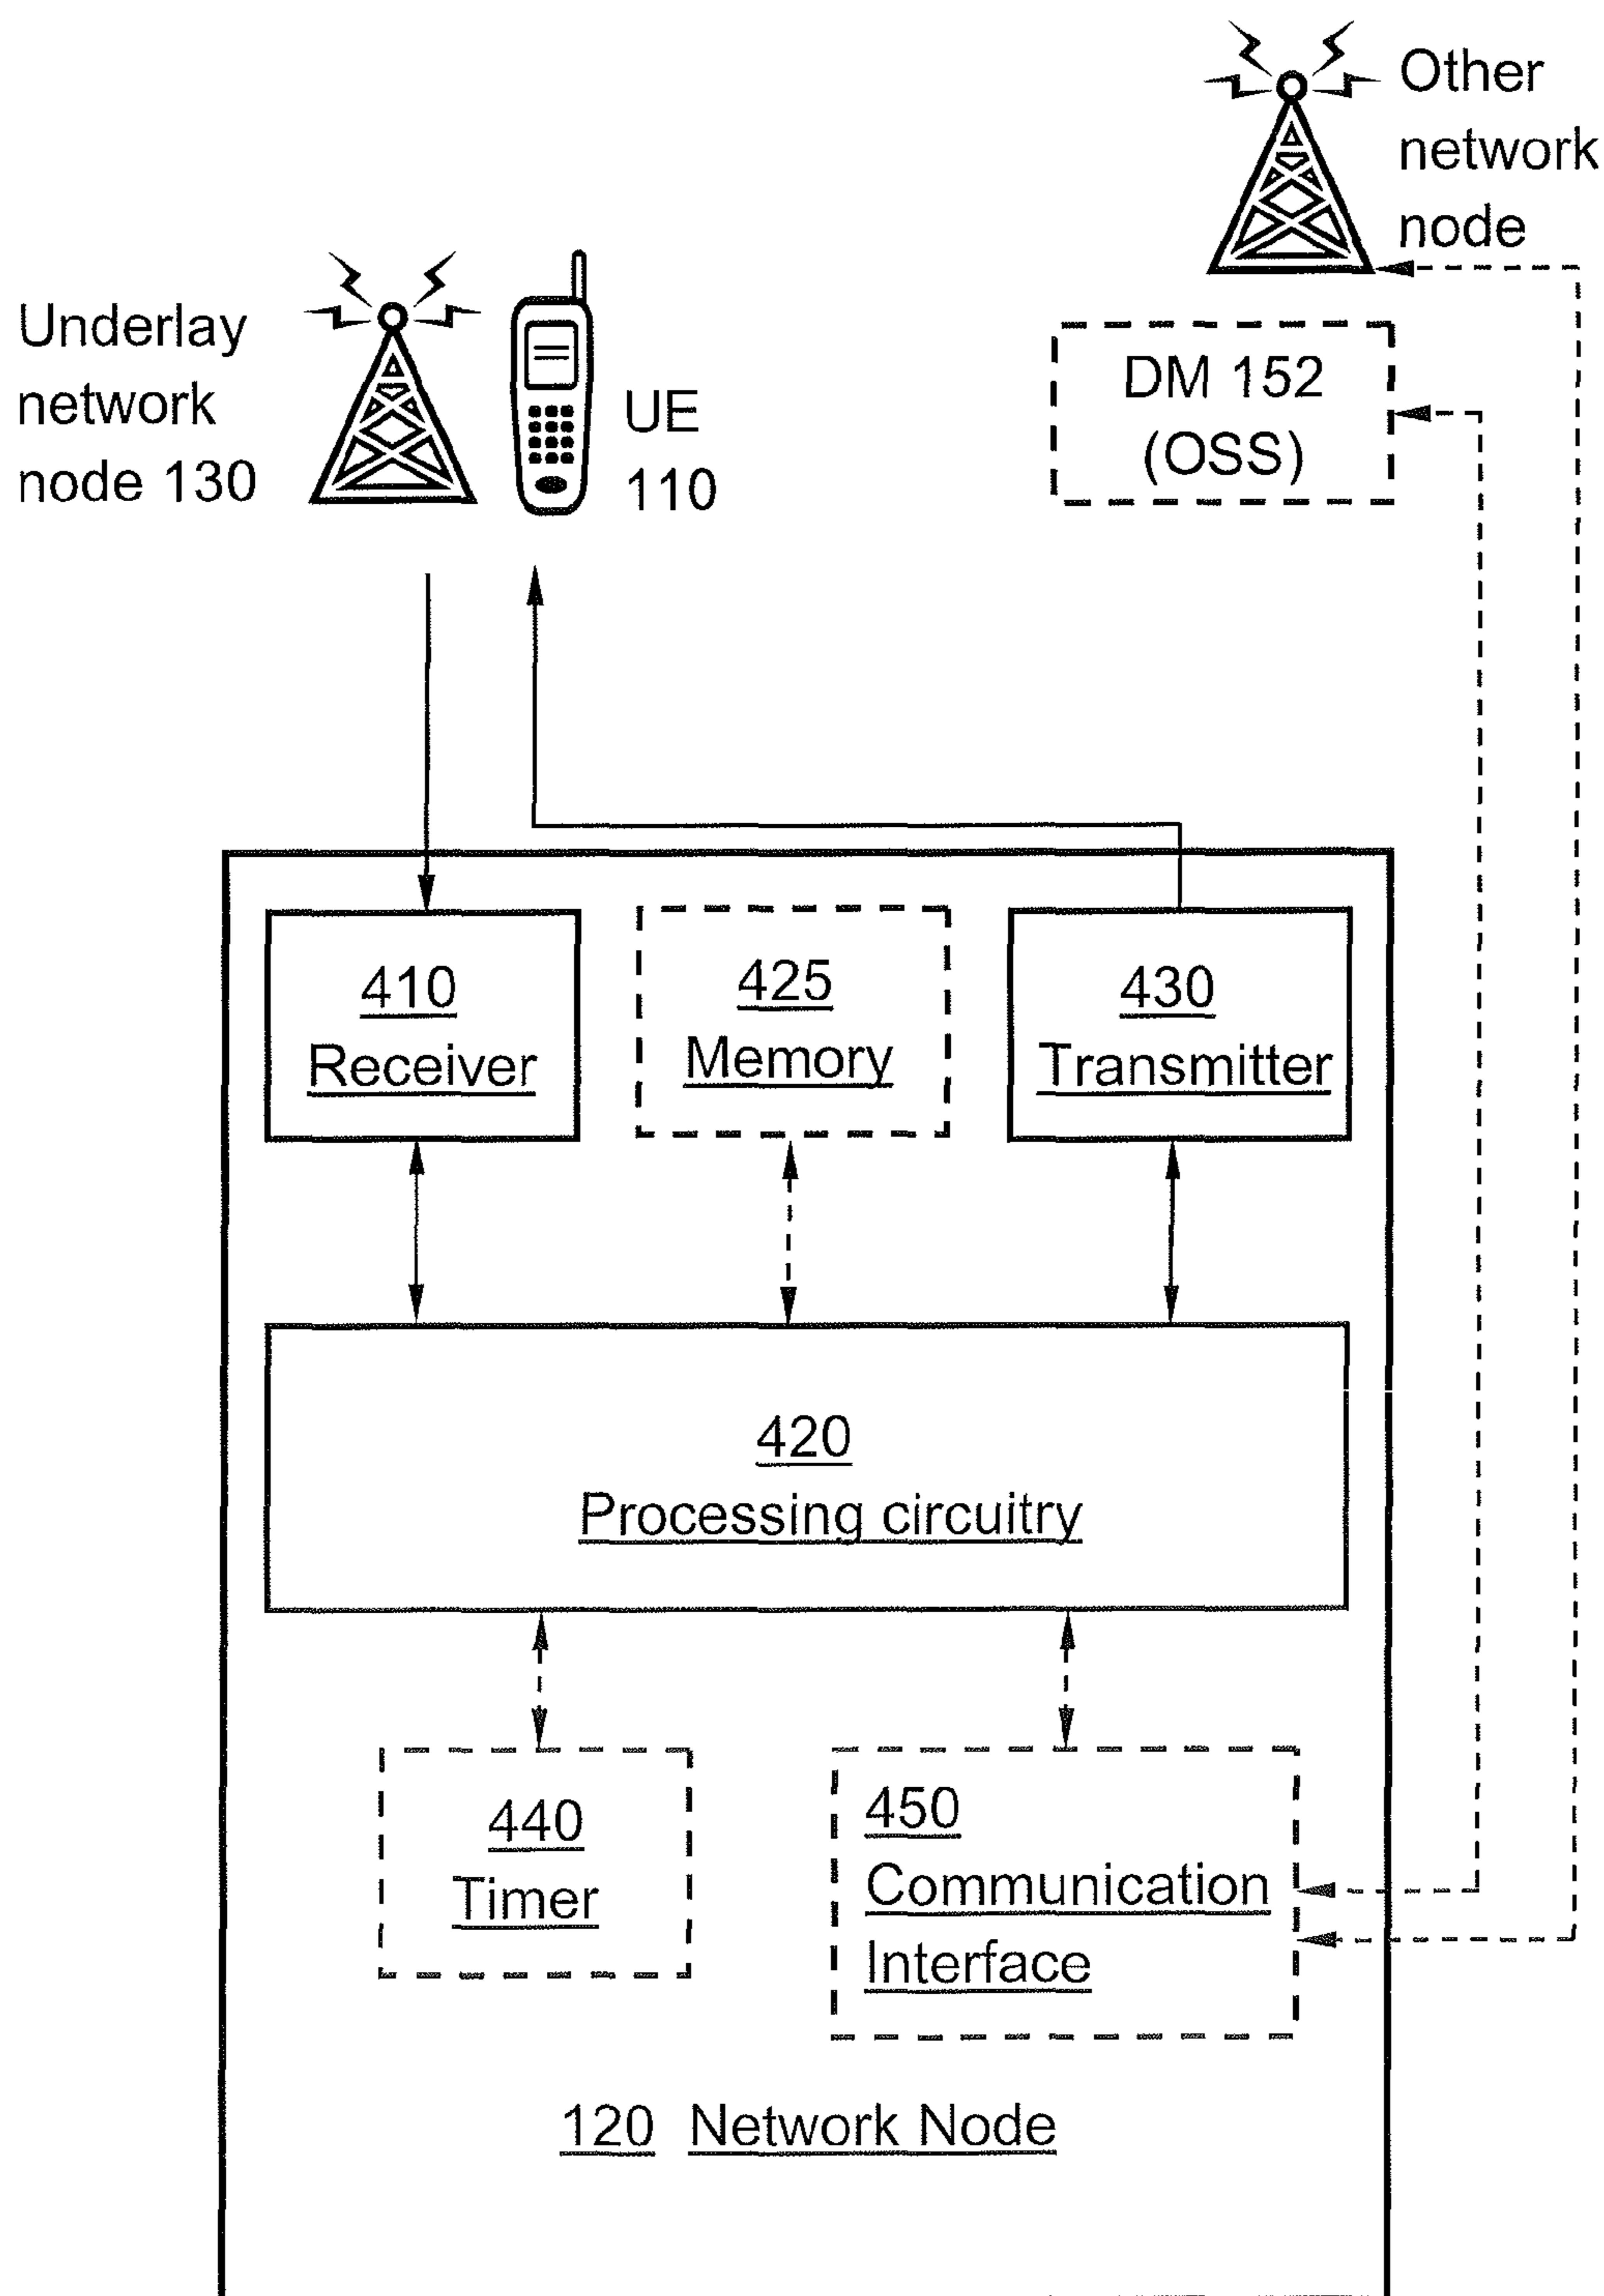 Other
network
node
Underlay
network
node 130
UE
110
DM 152
(OSS)
410
Receiver
425
Memory
430
Transmitter
420
Processing circuitry
440
Timer
450
Communication
Interface
120 Network Node